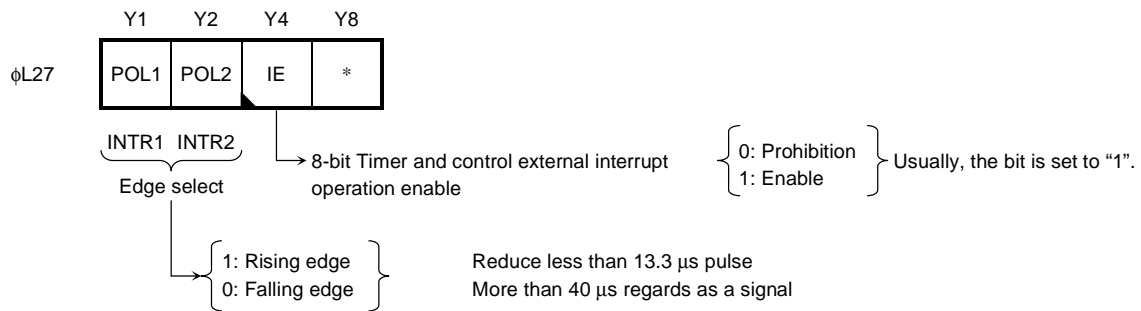 Y1 Y2 Y4 Y8
ϕL27 POL1 POL2 IE *
INTR1 INTR2
Edge select
8-bit Timer and control external interrupt
operation enable
0: Prohibition
1: Enable
Usually, the bit is set to “1”.
1: Rising edge
0: Falling edge
Reduce less than 13.3 μs pulse
More than 40 μs regards as a signal